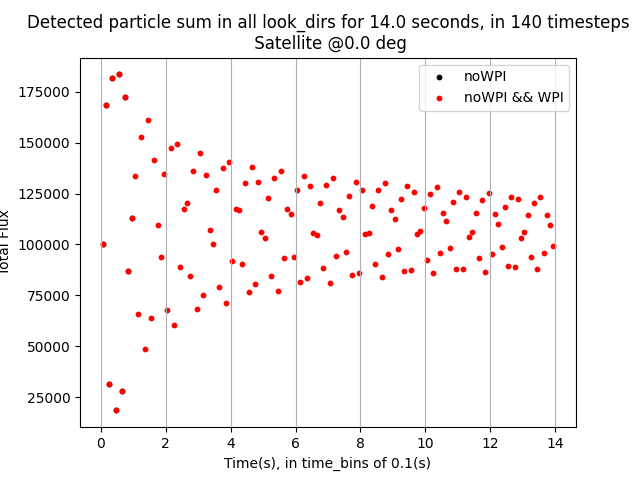 Detected particle sum in all look_dirs for 14.0 seconds, in 140 timesteps
Satellite @0.0 deg
noWPI
noWPI && WPI
175000
150000
125000
100000
75000
50000
25000
Total Flux
0 2 4 6 8 10 12 14
Time(s), in time_bins of 0.1(s)